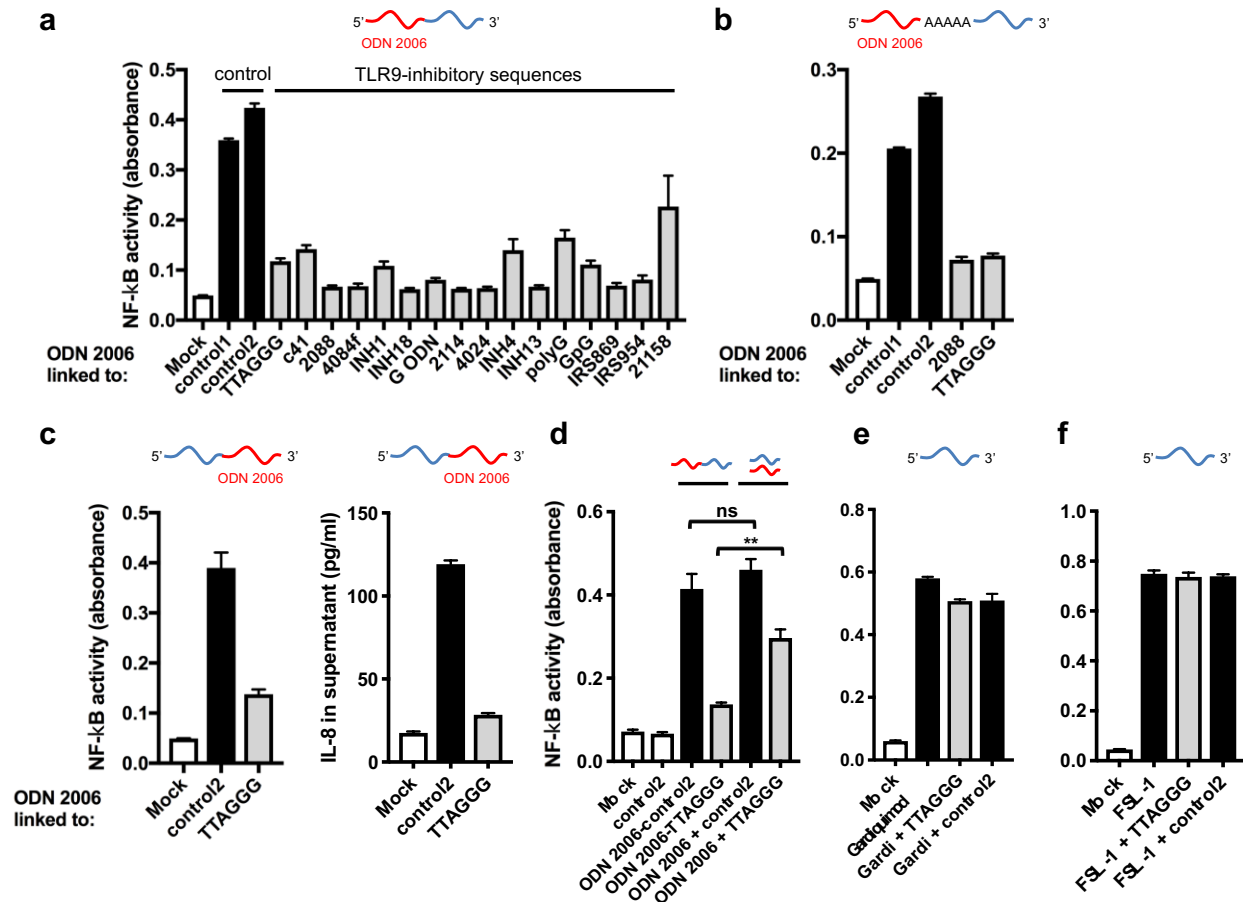 a
5’ 3’
ODN 2006
control TLR9-inhibitory sequences
NF-kB activity (absorbance)
0.5
0.4
0.3
0.2
0.1
0.0
ODN 2006
linked to:
Mock
control1
control2
TTAGGG
c41
2088
4084f
INH1
INH18
G ODN
2114
4024
INH4
INH13
polyG
GpG
IRS869
IRS954
21158
b
5’ AAAAA 3’
ODN 2006
NF-kB activity (absorbance)
0.3
0.2
0.1
0.0
ODN 2006
linked to:
Mock
control1
control2
2088
TTAGGG
c
5’ 3’
ODN 2006
NF-kB activity (absorbance)
0.5
0.4
0.3
0.2
0.1
0.0
ODN 2006
linked to:
Mock
control2
TTAGGG
5’ 3’
ODN 2006
IL-8 in supernatant (pg/ml)
150
100
50
0
Mock
control2
TTAGGG
d
ns
**
NF-kB activity (absorbance)
0.6
0.4
0.2
0.0
Mock
control2
ODN 2006-control2
ODN 2006-TTAGGG
ODN 2006 + control2
ODN 2006 + TTAGGG
e
5’ 3’
0.8
0.6
0.4
0.2
0.0
Mock
Gardiquimod
Gardi + TTAGGG
Gardi + control2
f
5’ 3’
1.0
0.8
0.6
0.4
0.2
0.0
Mock
FSL-1
FSL-1 + TTAGGG
FSL-1 + control2